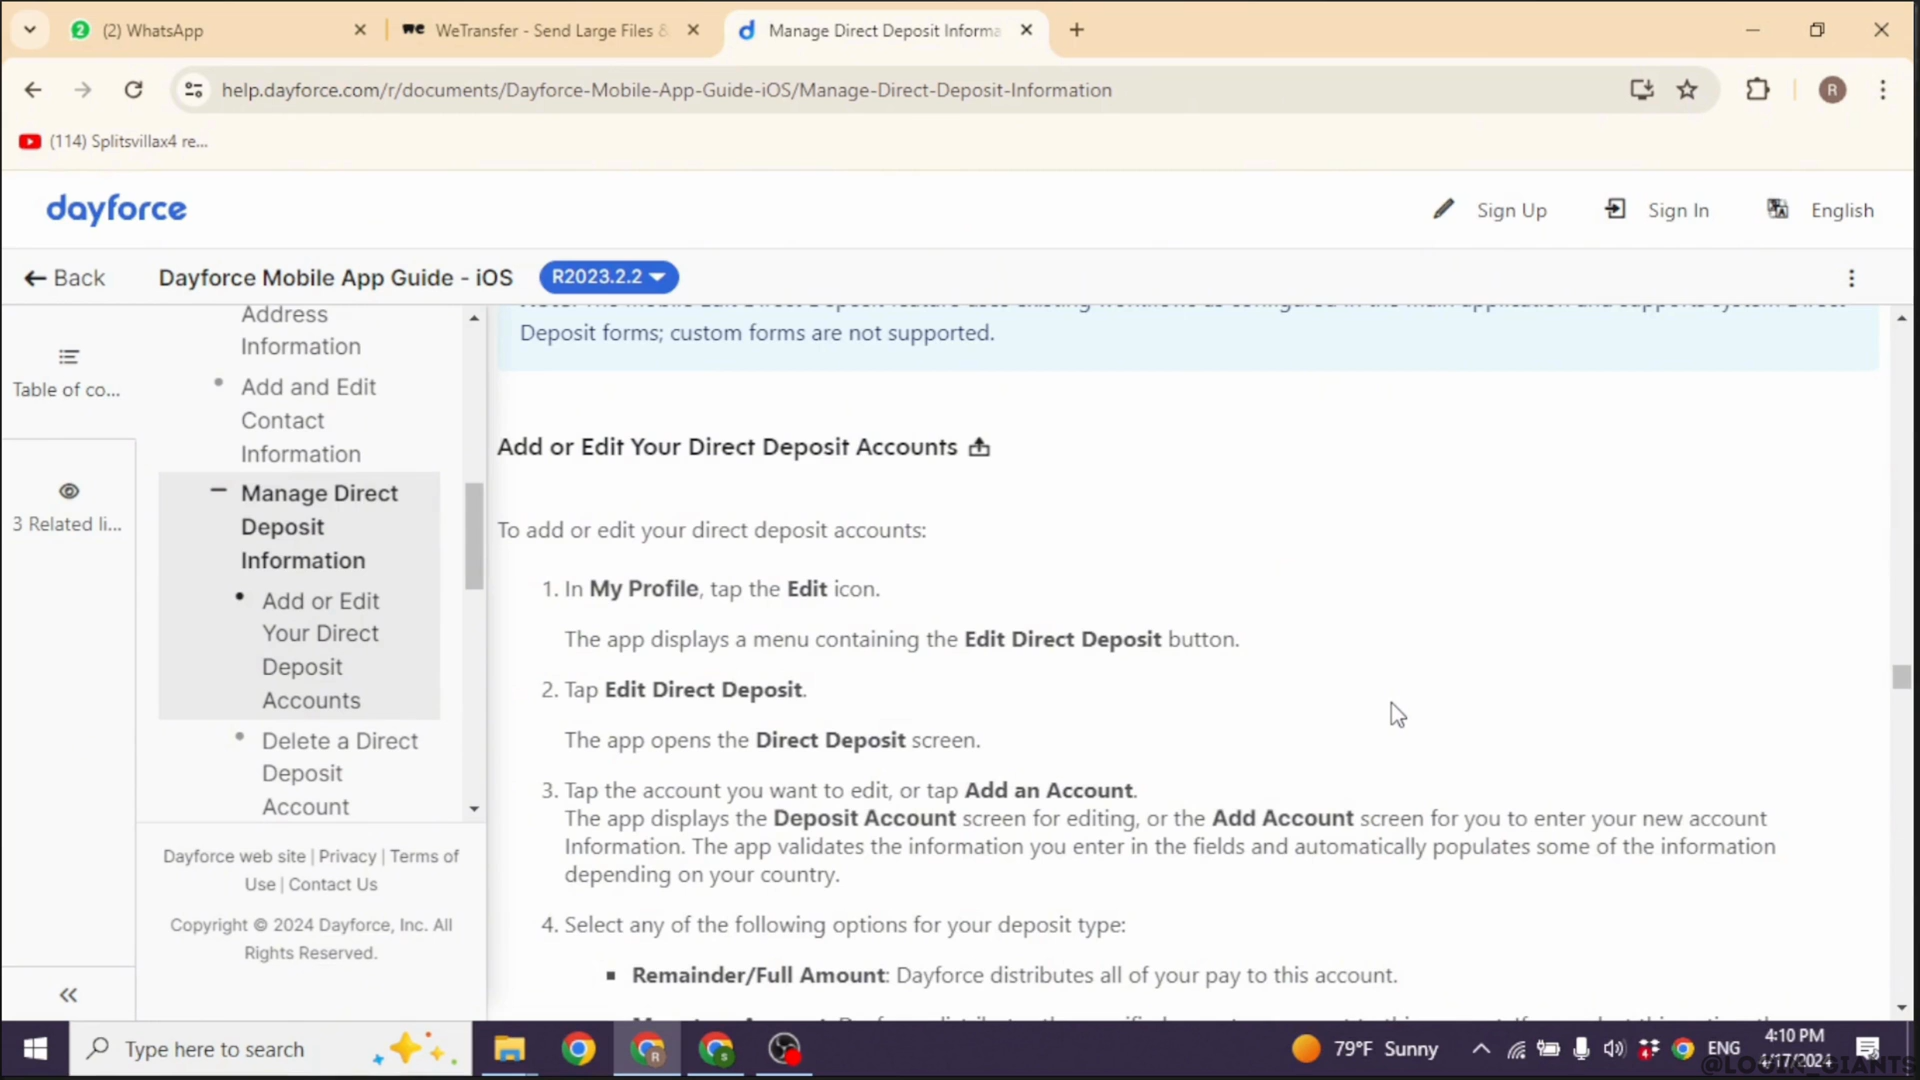 2 (2) WhatsApp
we WeTransfer - Send Large Files &
d Manage Direct Deposit Informa
help.dayforce.com/r/documents/Dayforce-Mobile-App-Guide-iOS/Manage-Direct-Deposit-Information
R
(114) Splitsvillax4 re...
dayforce
Sign Up
Sign In
English
Back
Dayforce Mobile App Guide - iOS
R2023.2.2
Table of co...
3 Related li...
Address
Information
Add and Edit
Contact
Information
Manage Direct
Deposit
Information
Add or Edit
Your Direct
Deposit
Accounts
Delete a Direct
Deposit
Account
Dayforce web site | Privacy | Terms of
Use | Contact Us
Copyright © 2024 Dayforce, Inc. All
Rights Reserved.
Deposit forms; custom forms are not supported.
Add or Edit Your Direct Deposit Accounts
To add or edit your direct deposit accounts:
1. In My Profile, tap the Edit icon.
The app displays a menu containing the Edit Direct Deposit button.
2. Tap Edit Direct Deposit.
The app opens the Direct Deposit screen.
3. Tap the account you want to edit, or tap Add an Account.
The app displays the Deposit Account screen for editing, or the Add Account screen for you to enter your new account
Information. The app validates the information you enter in the fields and automatically populates some of the information
depending on your country.
4. Select any of the following options for your deposit type:
Remainder/Full Amount: Dayforce distributes all of your pay to this account.
Type here to search
R
S
79°F Sunny
4
ENG
4:10 PM
4/17/2024
@LOGIN_GIANTS